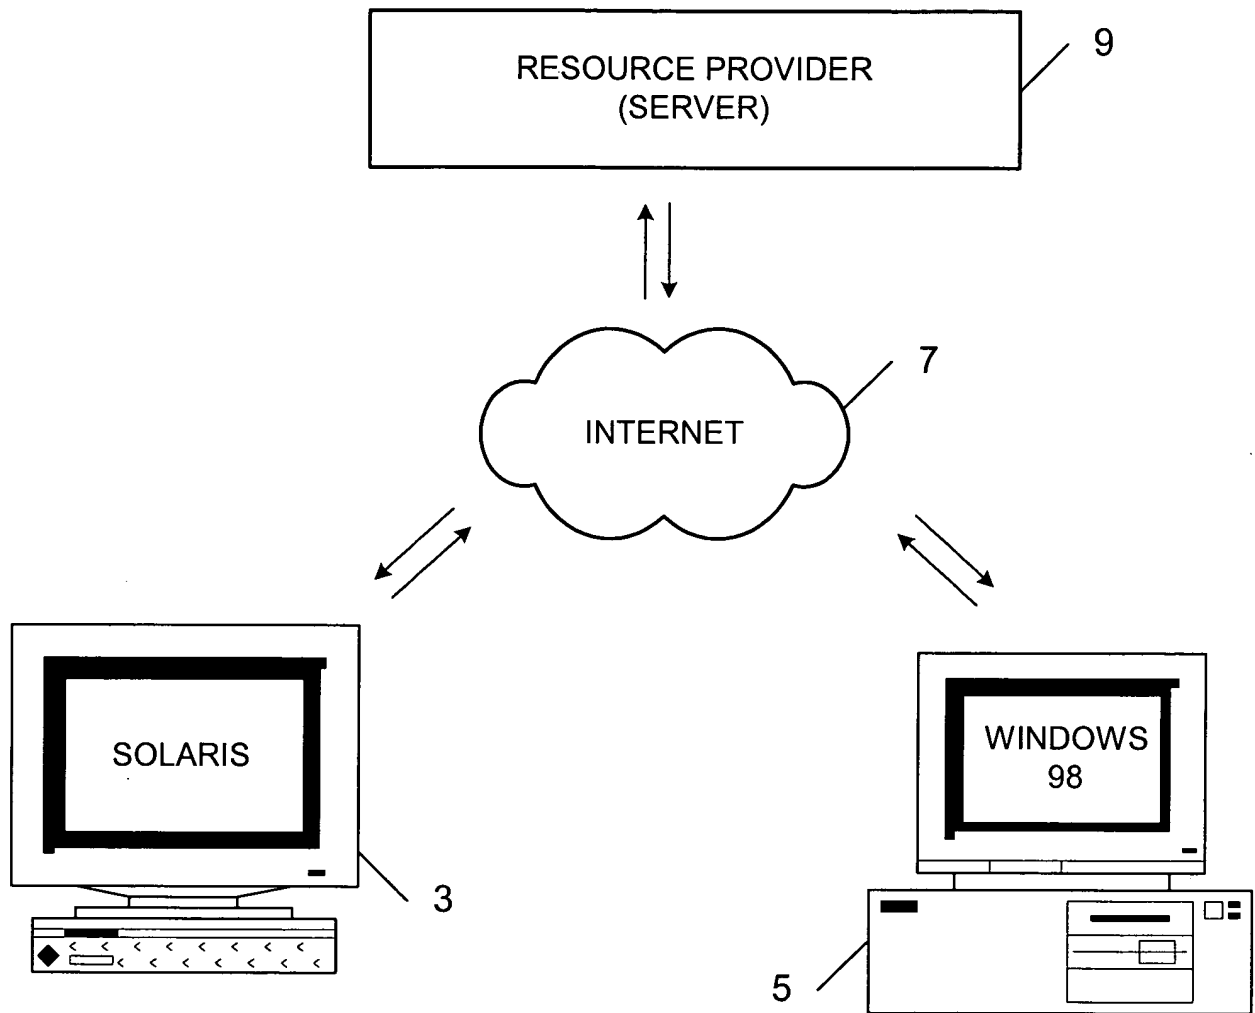 RESOURCE PROVIDER
(SERVER)
9
7
INTERNET
SOLARIS
WINDOWS
98
3
5